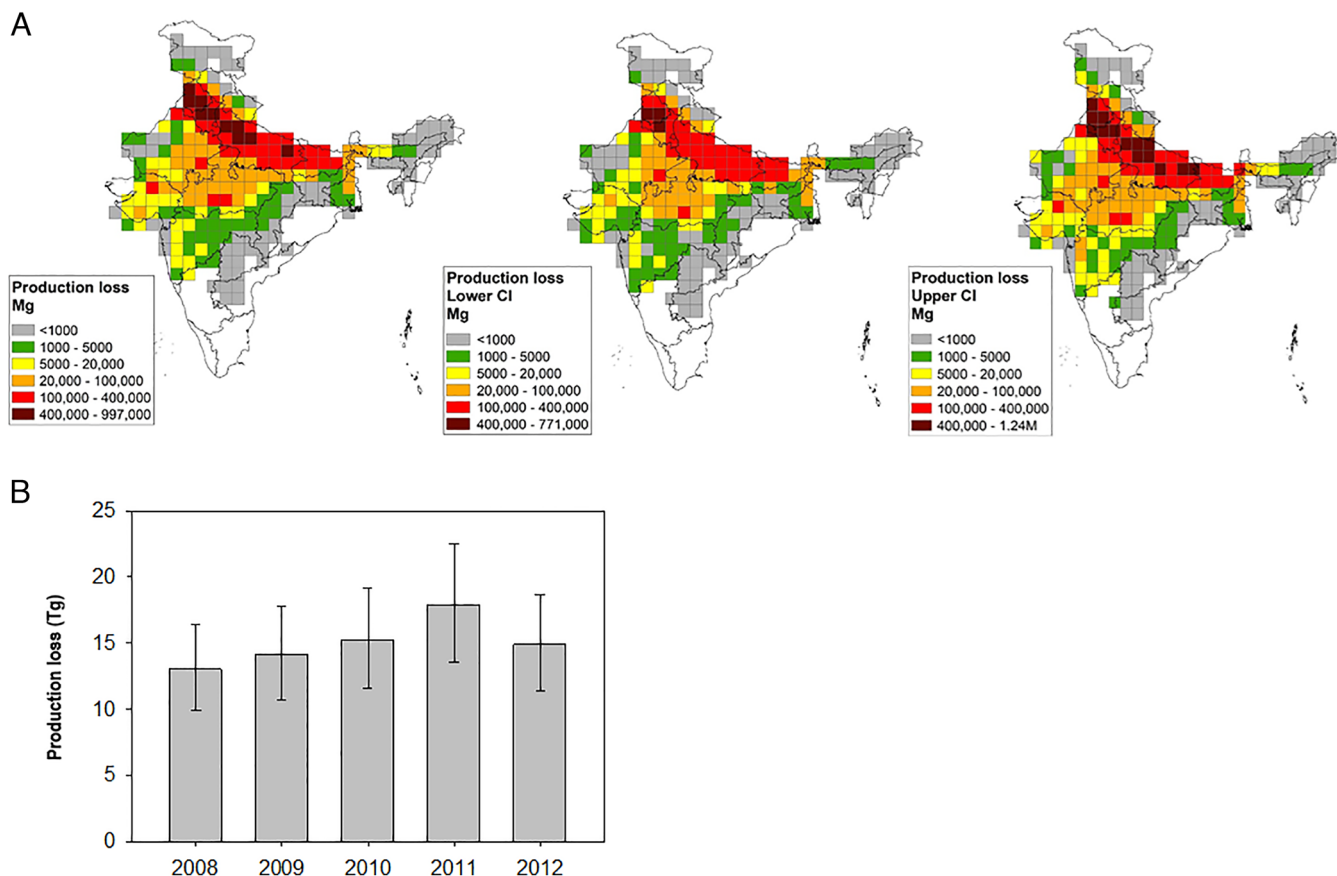 A
Production loss
Mg
<1000
1000 - 5000
5000 - 20,000
20,000 - 100,000
100,000 - 400,000
400,000 - 997,000
Production loss
Lower CI
Mg
<1000
1000 - 5000
5000 - 20,000
20,000 - 100,000
100,000 - 400,000
400,000 - 771,000
Production loss
Upper CI
Mg
<1000
1000 - 5000
5000 - 20,000
20,000 - 100,000
100,000 - 400,000
400,000 - 1.24M
B
Production loss (Tg)
25
20
15
10
5
0
2008 2009 2010 2011 2012